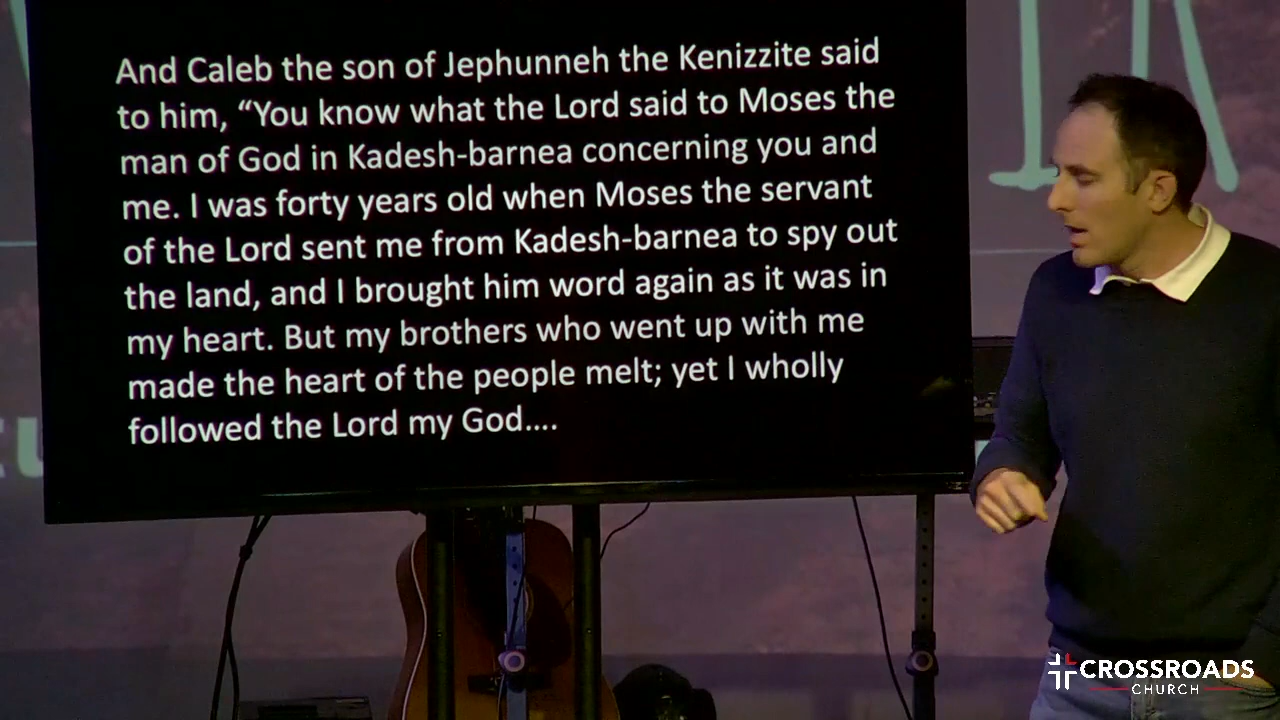 And Caleb the son of Jephunneh the Kenizzite said
to him, “You know what the Lord said to Moses the
man of God in Kadesh-barnea concerning you and
me. I was forty years old when Moses the servant
of the Lord sent me from Kadesh-barnea to spy out
the land, and I brought him word again as it was in
my heart. But my brothers who went up with me
made the heart of the people melt; yet I wholly
followed the Lord my God....
CROSSROADS
CHURCH